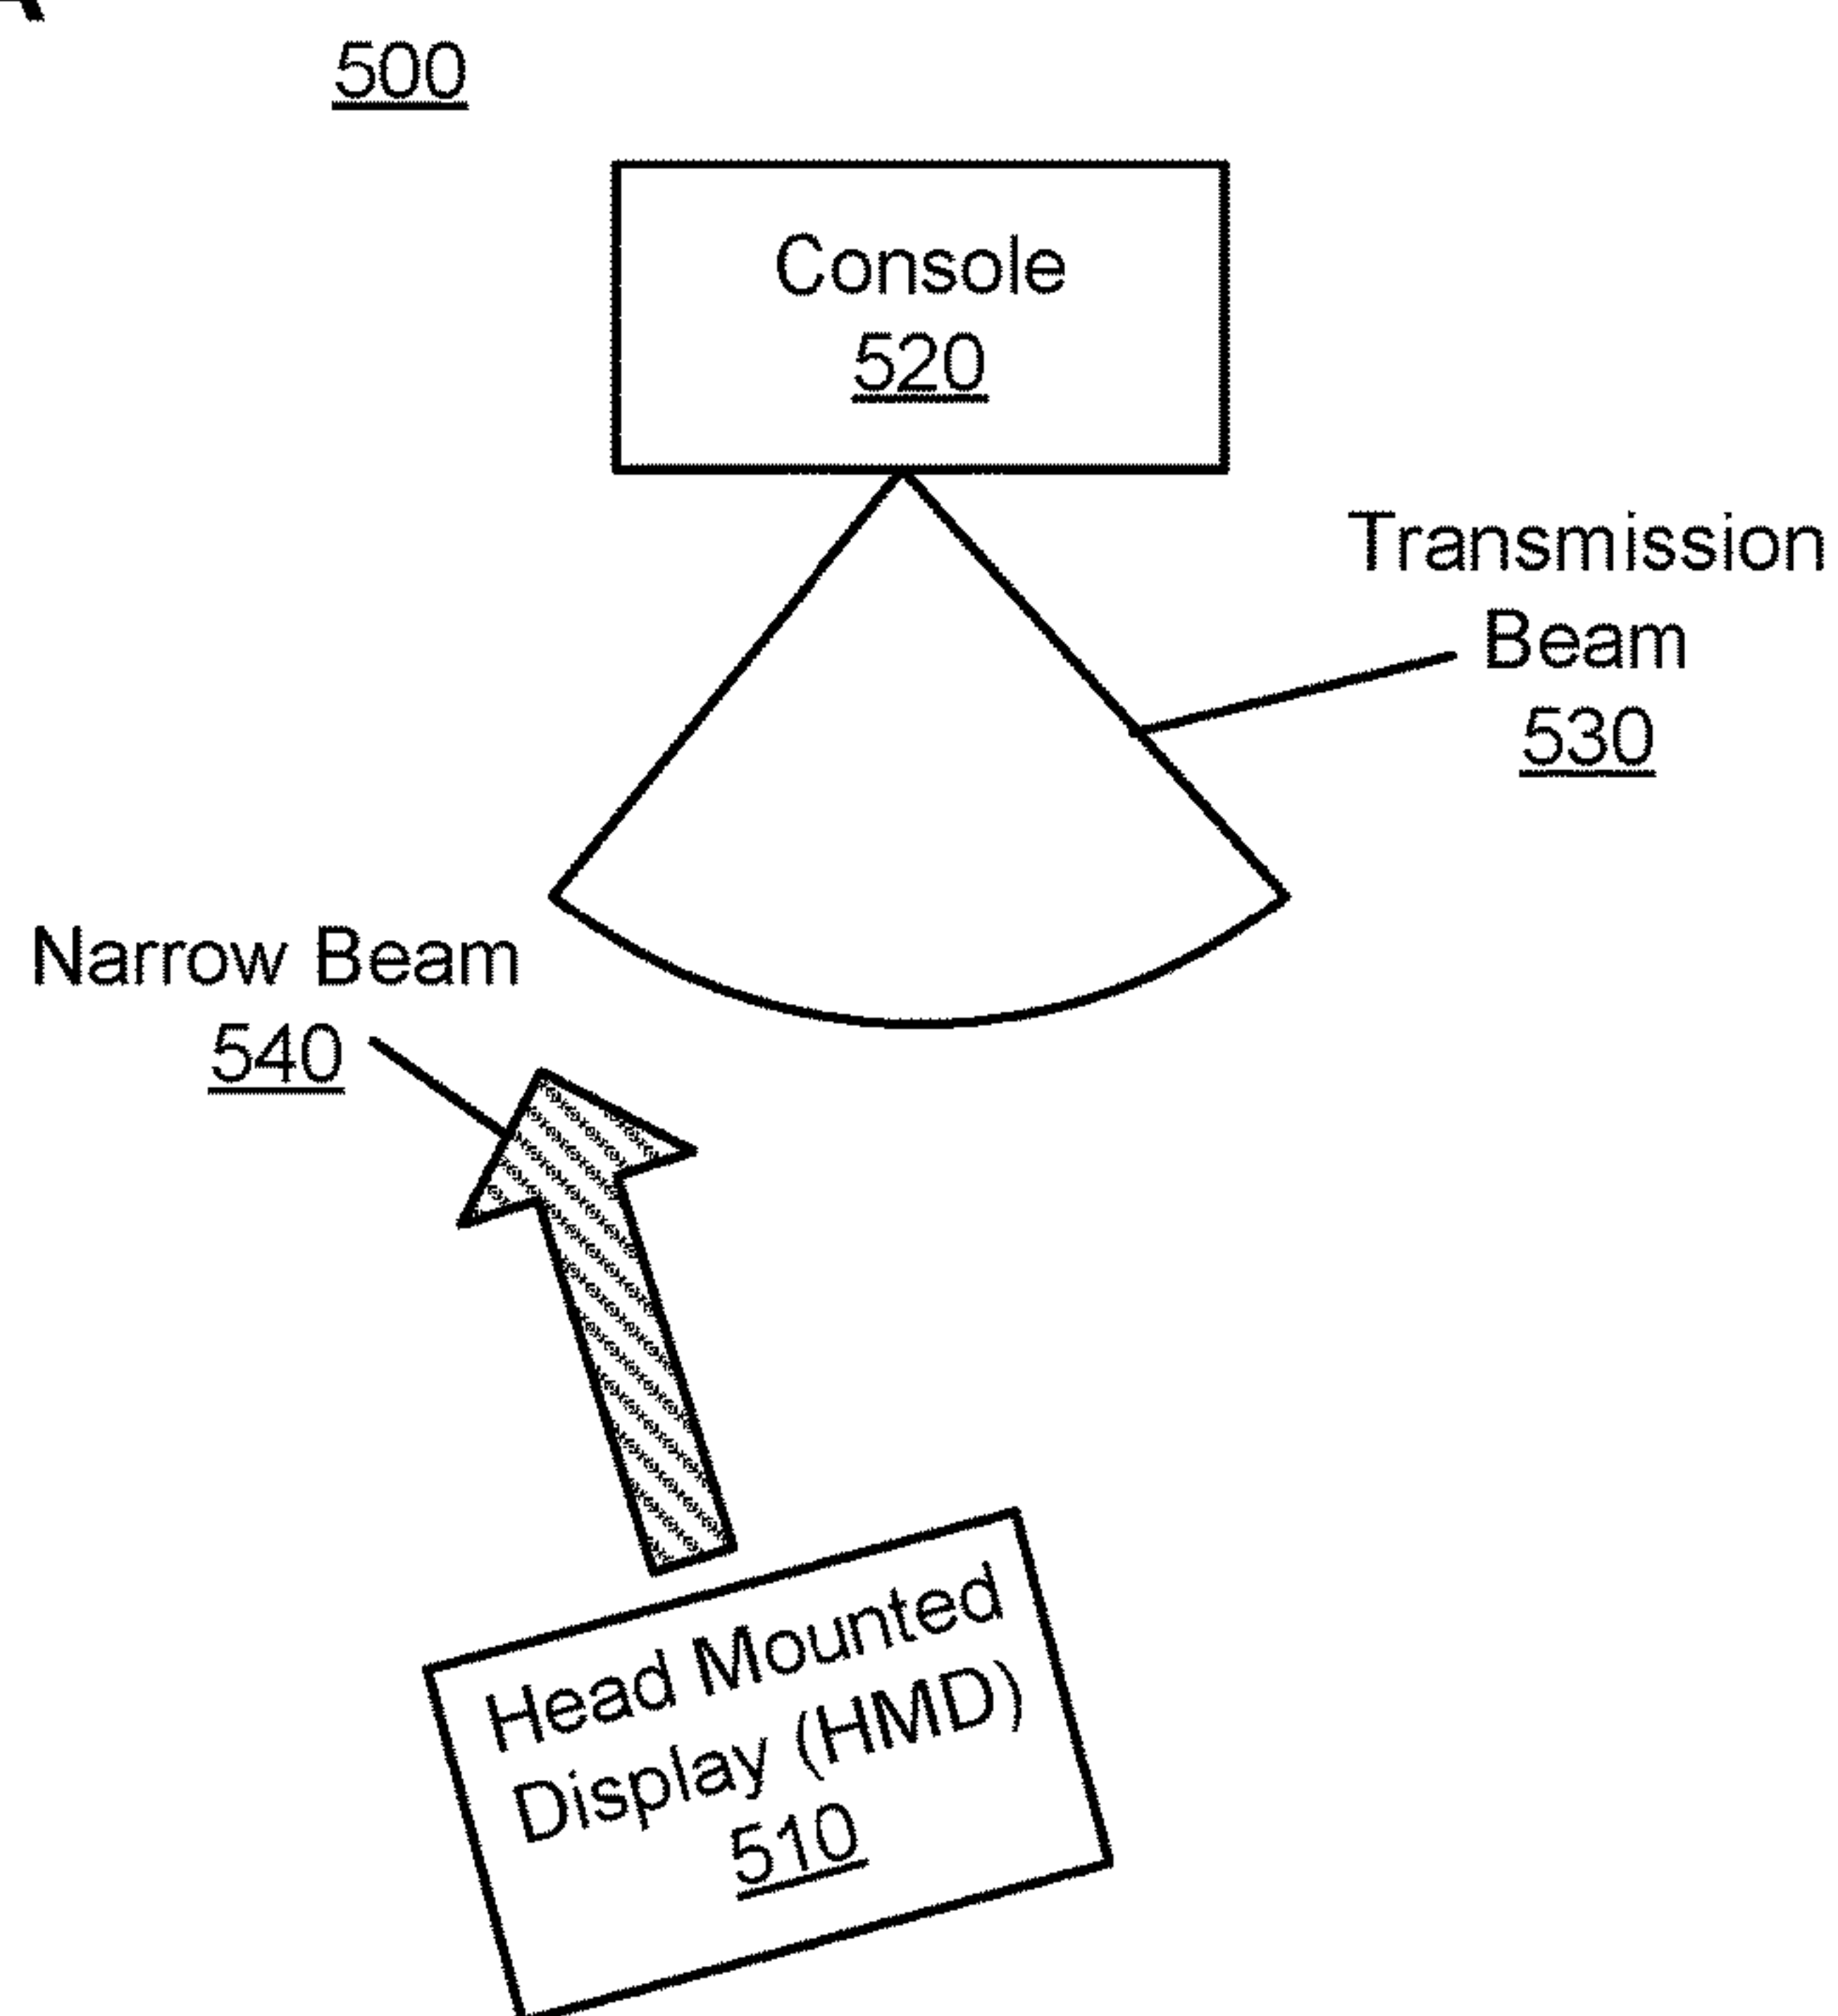 500
Console
520
Transmission
Beam
530
Narrow Beam
540
Head Mounted
Display (HMD)
510